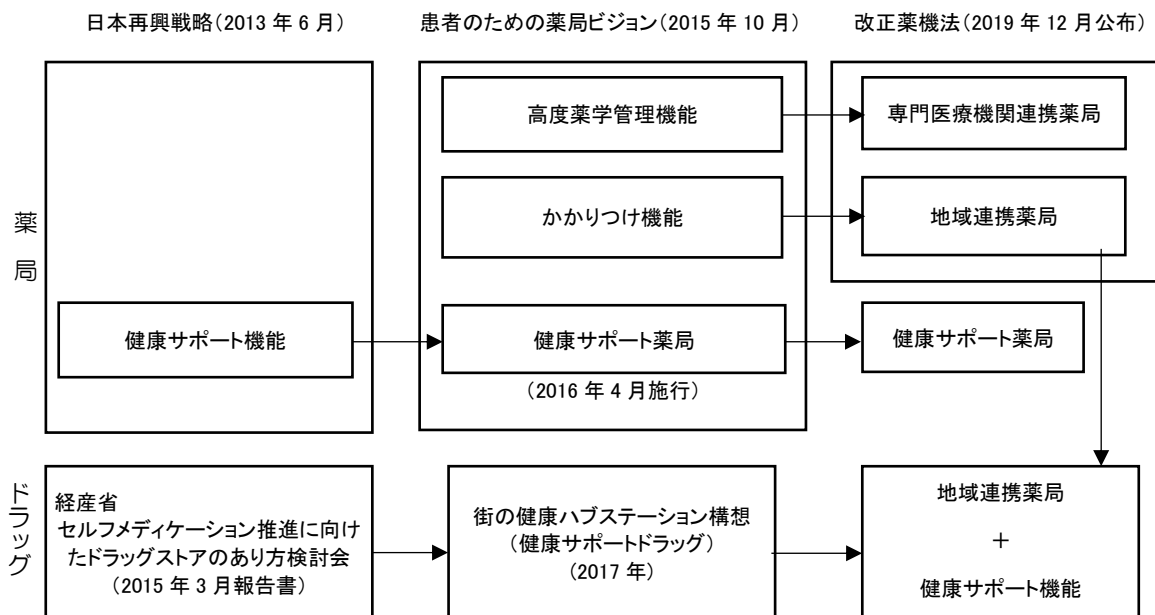 日本再興戦略(2013 年 6 月)
患者のための薬局ビジョン(2015 年 10 月)
改正薬機法(2019 年 12 月公布)
薬局
高度薬学管理機能
専門医療機関連携薬局
かかりつけ機能
地域連携薬局
健康サポート機能
健康サポート薬局
(2016 年 4 月施行)
健康サポート薬局
ドラッグ
経産省
セルフメディケーション推進に向け
たドラッグストアのあり方検討会
(2015 年 3 月報告書)
街の健康ハブステーション構想
(健康サポートドラッグ)
(2017 年)
地域連携薬局
+
健康サポート機能